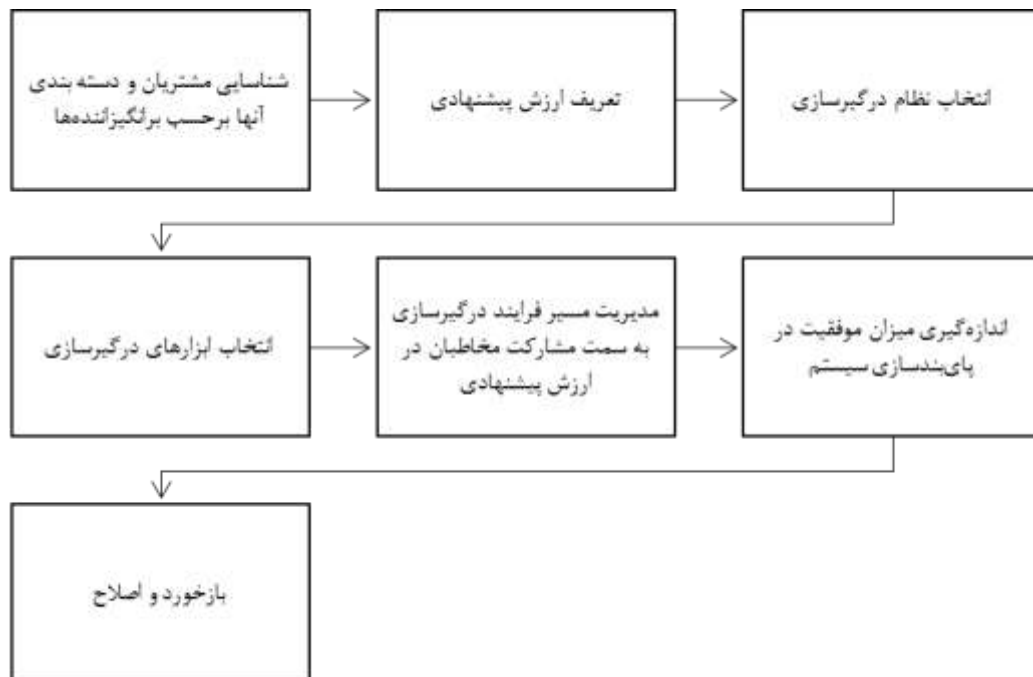 شناسایی مشتریان و دسته بندی
آنها برحسب برانگیزاننده‌ها
تعریف ارزش پیشنهادی
انتخاب نظام درگیرسازی
انتخاب ابزارهای درگیرسازی
مدیریت مسیر فرایند درگیرسازی
به سمت مشارکت مخاطبان در
ارزش پیشنهادی
اندازه‌گیری میزان موفقیت در
پای‌بندسازی سیستم
بازخورد و اصلاح